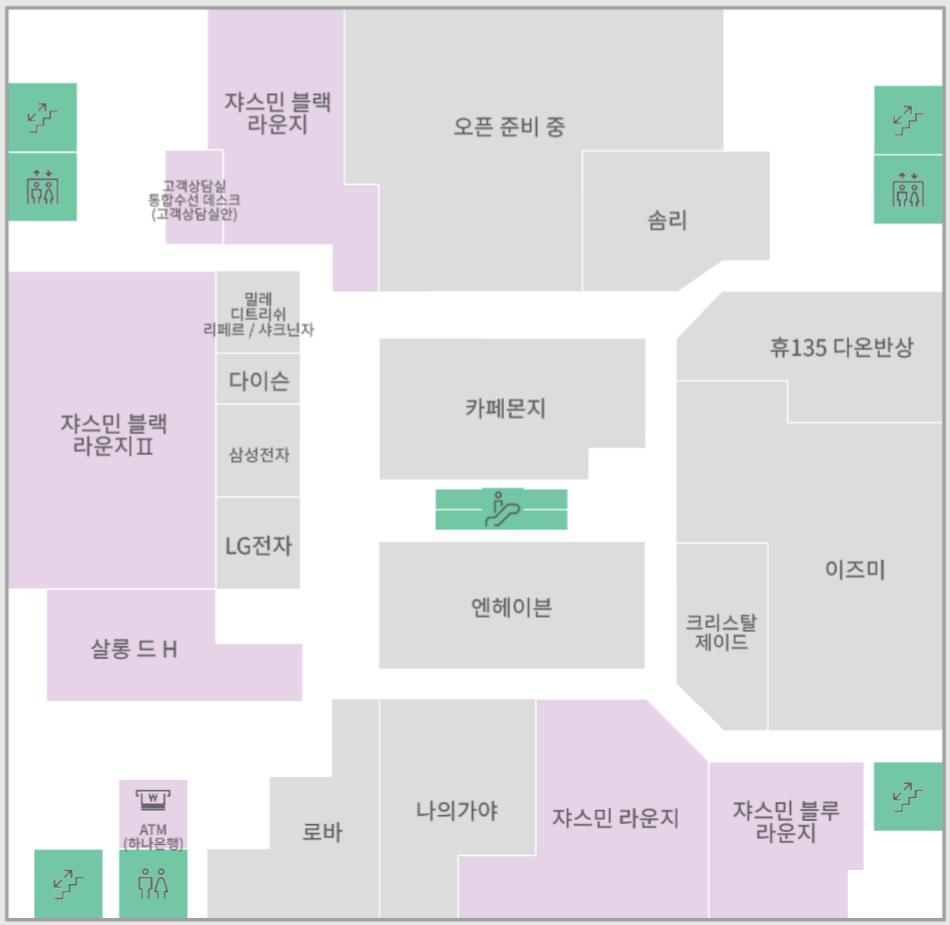 쟈스민 블랙
라운지
오픈 준비 중
고객상담실
통합수선 데스크
(고객상담실안)
솜리
밀레
디트리쉬
리페르 / 샤크닌자
휴135 다온반상
다이슨
카페몬지
쟈스민 블랙
라운지Ⅱ
삼성전자
LG전자
이즈미
엔헤이븐
크리스탈
제이드
살롱 드 H
₩
ATM
(하나은행)
로바
나의가야
쟈스민 라운지
쟈스민 블루
라운지